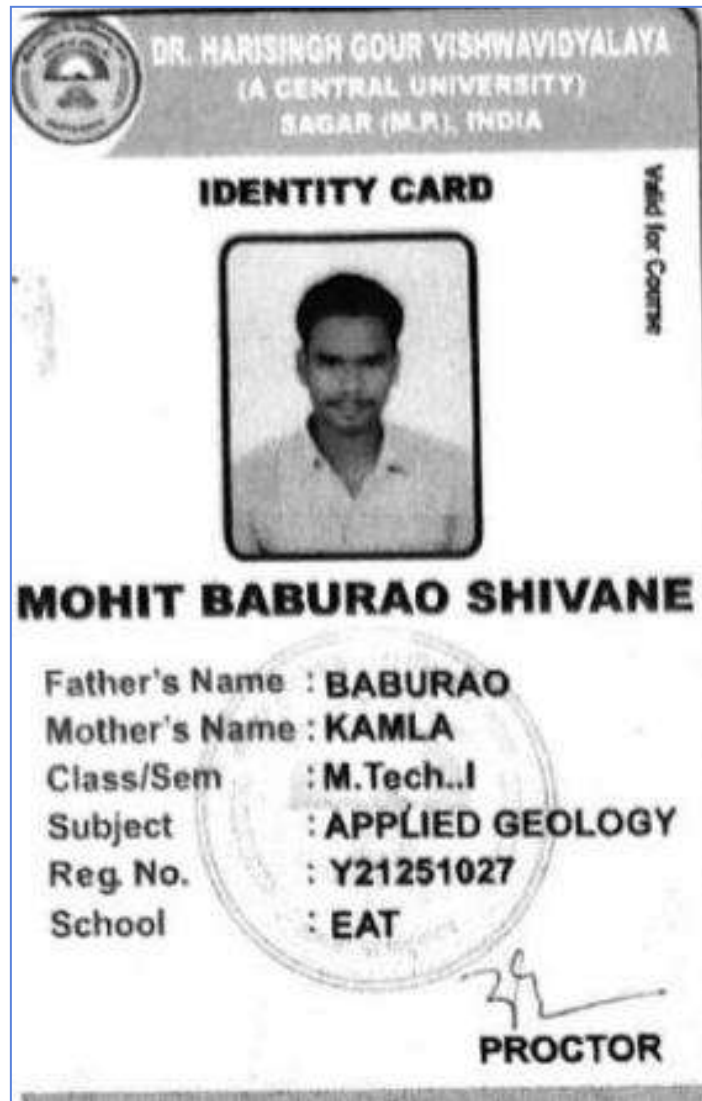 DR. HARISINGH GOUR VISHWAVIDYALAYA
(A CENTRAL UNIVERSITY)
SAGAR (M.P.), INDIA
IDENTITY CARD
Valid for Course
MOHIT BABURAO SHIVANE
Father's Name : BABURAO
Mother's Name : KAMLA
Class/Sem : M.Tech..I
Subject : APPLIED GEOLOGY
Reg. No. : Y21251027
School : EAT
PROCTOR